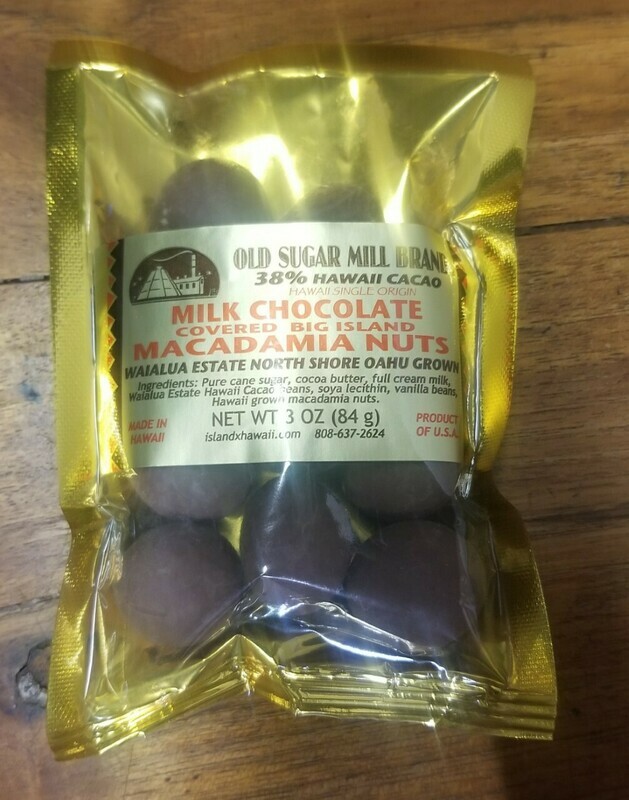 OLD SUGAR MILL BRAND
38% HAWAII CACAO
HAWAII SINGLE ORIGIN
MILK CHOCOLATE
COVERED BIG ISLAND
MACADAMIA NUTS
WAIALUA ESTATE NORTH SHORE OAHU GROWN
Ingredients: Pure cane sugar, cocoa butter, full cream milk,
Waialua Estate Hawaii Cacao beans, soya lecithin, vanilla beans,
Hawaii grown macadamia nuts.
MADE IN
HAWAII
NET WT 3 OZ (84 g)
islandxhawaii.com 808-637-2624
PRODUCT
OF U.S.A.